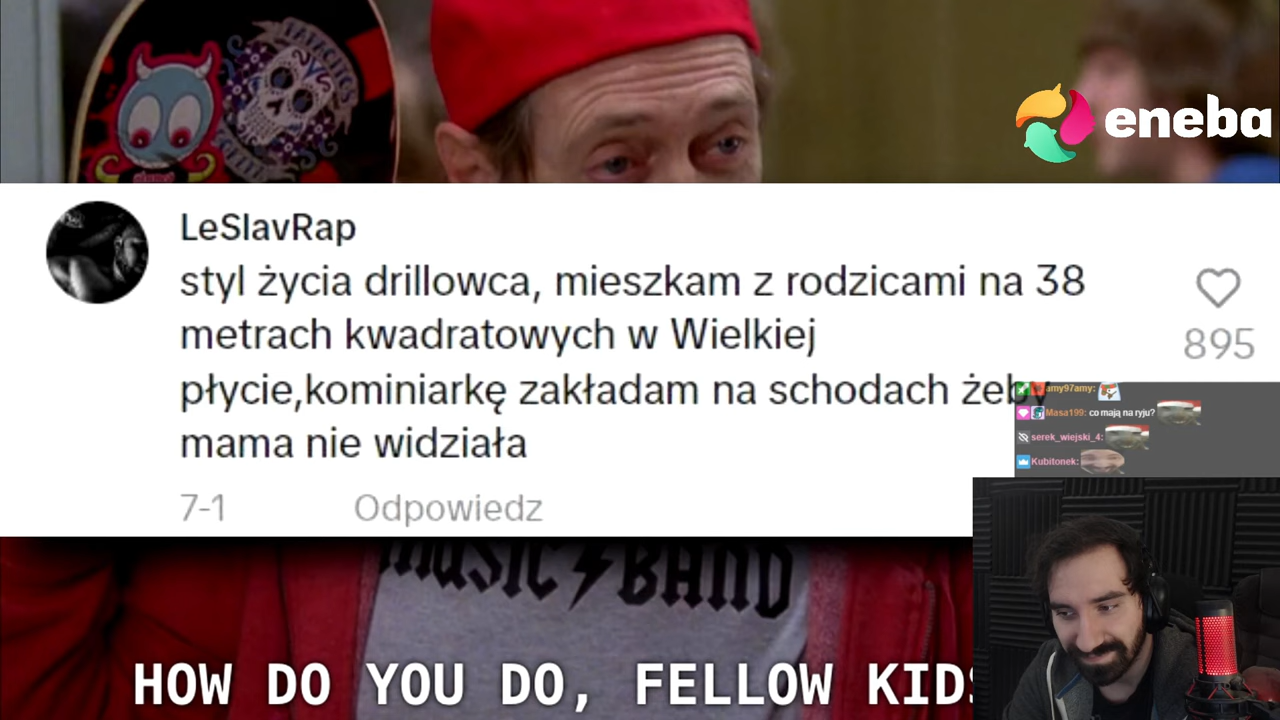 eneba
LeSlavRap
styl życia drillowca, mieszkam z rodzicami na 38
metrach kwadratowych w Wielkiej
płycie,kominiarkę zakładam na schodach żeby
mama nie widziała
895
7-1
Odpowiedz
amy97amy:
Masa199: co mają na ryju?
serek_wiejski_4:
Kubitonek:
MUSIC BAND
HOW DO YOU DO, FELLOW KIDS